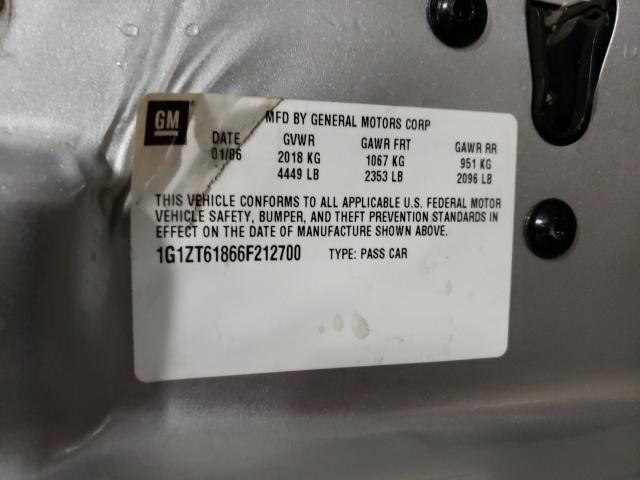 GM
MFD BY GENERAL MOTORS CORP
DATE GVWR GAWR FRT GAWR RR
01/06 2018 KG 1067 KG 951 KG
4449 LB 2353 LB 2096 LB
THIS VEHICLE CONFORMS TO ALL APPLICABLE U.S. FEDERAL MOTOR
VEHICLE SAFETY, BUMPER, AND THEFT PREVENTION STANDARDS IN
EFFECT ON THE DATE OF MANUFACTURE SHOWN ABOVE.
1G1ZT61866F212700 TYPE: PASS CAR